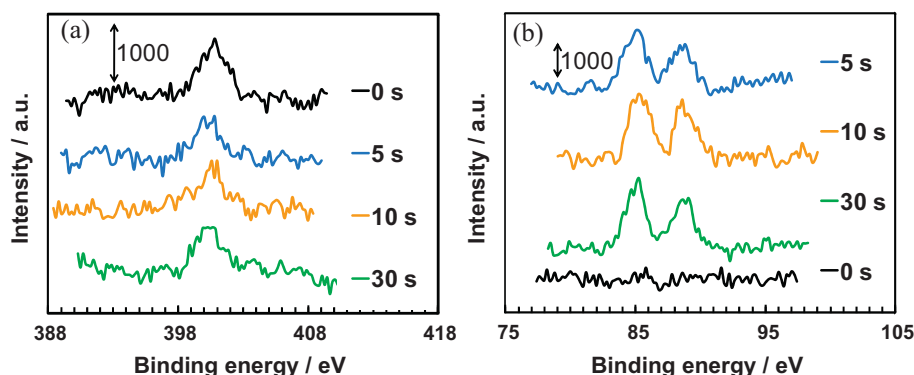 (a)
1000
0 s
5 s
10 s
30 s
Intensity / a.u.
388 398 408 418
Binding energy / eV
(b)
1000
5 s
10 s
30 s
0 s
Intensity / a.u.
75 85 95 105
Binding energy / eV